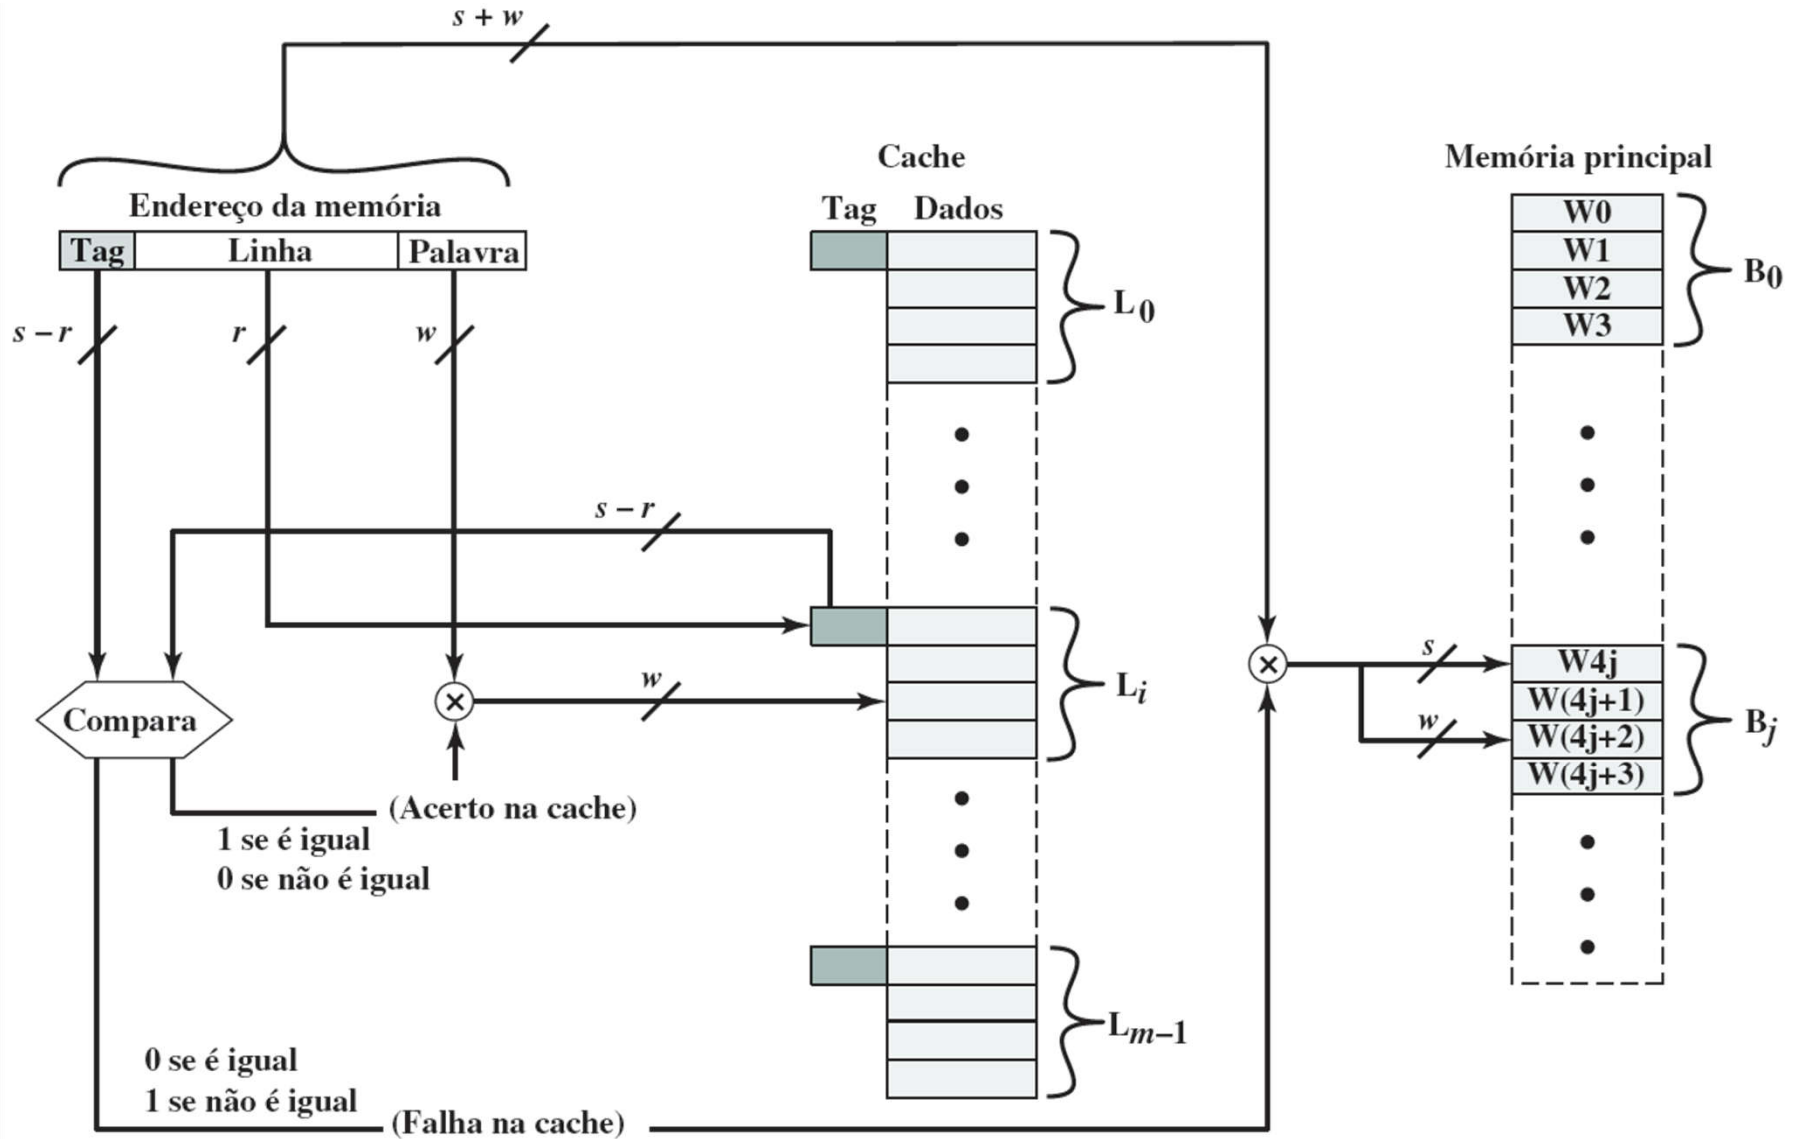 s + w
Cache
Memória principal
Endereço da memória
Tag Dados
Tag Linha Palavra
W0
W1
W2
W3
B0
L0
s – r
r
w
s – r
w
Compara
Li
s
w
W4j
W(4j+1)
W(4j+2)
W(4j+3)
Bj
(Acerto na cache)
1 se é igual
0 se não é igual
Lm–1
0 se é igual
1 se não é igual
(Falha na cache)